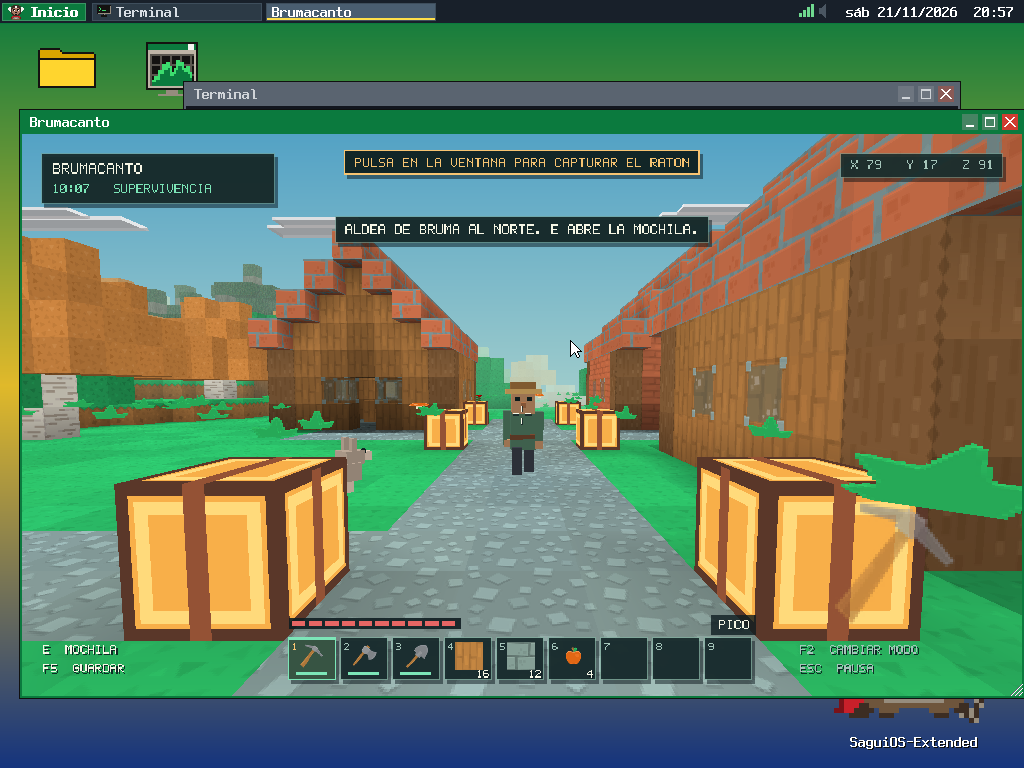 Inicio
Terminal
Brumacanto
sáb 21/11/2026 20:57
Terminal
Brumacanto
PULSA EN LA VENTANA PARA CAPTURAR EL RATON
BRUMACANTO
10:07 SUPERVIVENCIA
X 79 Y 17 Z 91
ALDEA DE BRUMA AL NORTE. E ABRE LA MOCHILA.
PICO
E MOCHILA
F5 GUARDAR
1 2 3 4 5 6 7 8 9
16 12 4
F2 CAMBIAR MODO
ESC PAUSA
SaguiOS-Extended